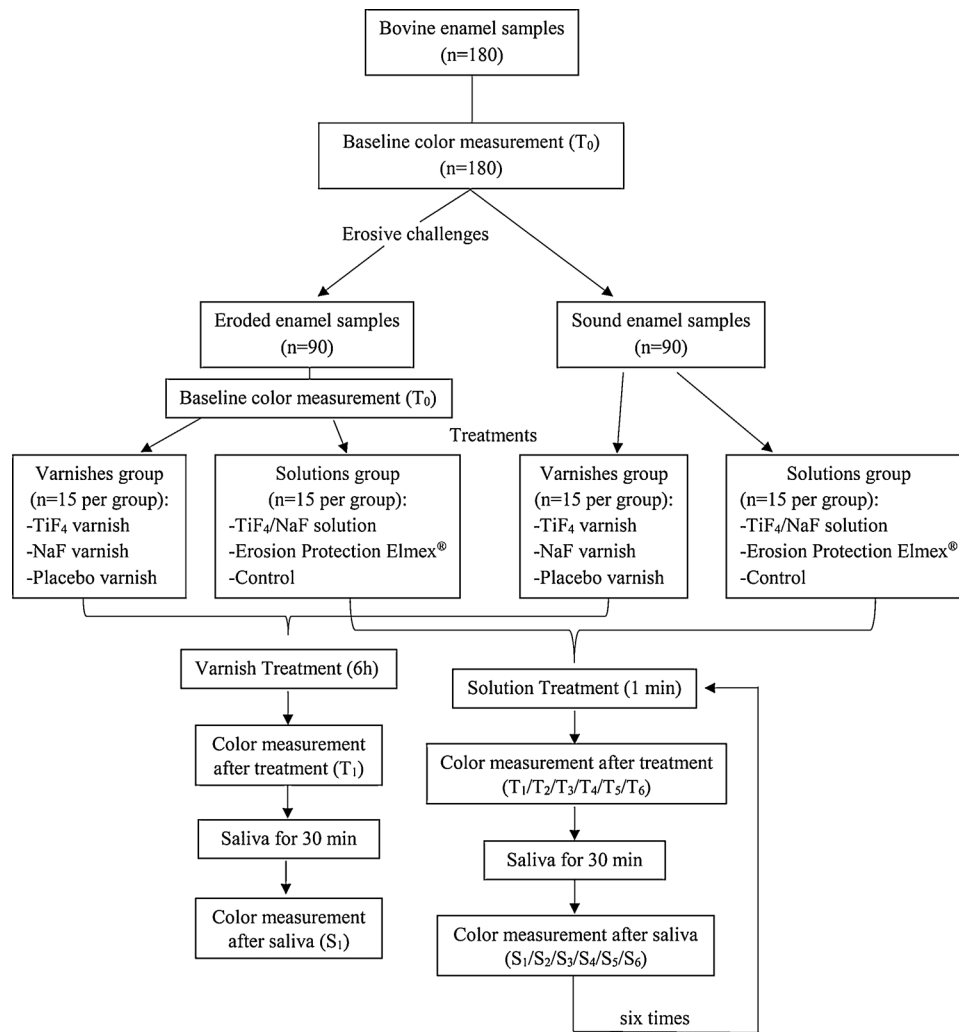 Bovine enamel samples
(n=180)
Baseline color measurement (T₀)
(n=180)
Erosive challenges
Eroded enamel samples
(n=90)
Sound enamel samples
(n=90)
Baseline color measurement (T₀)
Treatments
Varnishes group
(n=15 per group):
-TiF₄ varnish
-NaF varnish
-Placebo varnish
Solutions group
(n=15 per group):
-TiF₄/NaF solution
-Erosion Protection Elmex®
-Control
Varnishes group
(n=15 per group):
-TiF₄ varnish
-NaF varnish
-Placebo varnish
Solutions group
(n=15 per group):
-TiF₄/NaF solution
-Erosion Protection Elmex®
-Control
Varnish Treatment (6h)
Color measurement
after treatment (T₁)
Saliva for 30 min
Color measurement
after saliva (S₁)
Solution Treatment (1 min)
Color measurement after treatment
(T₁/T₂/T₃/T₄/T₅/T₆)
Saliva for 30 min
Color measurement after saliva
(S₁/S₂/S₃/S₄/S₅/S₆)
six times